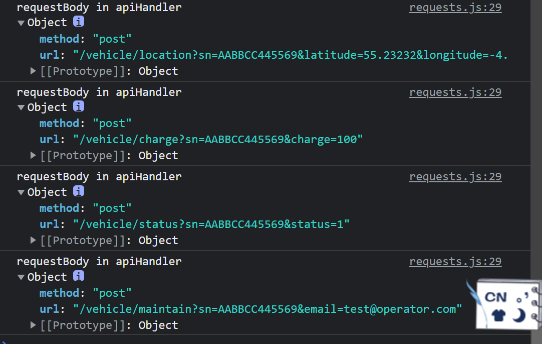 requestBody in apiHandler requests.js:29
▼Object i
method: "post"
url: "/vehicle/location?sn=AABBCC445569&latitude=55.23232&longitude=-4.
▶[[Prototype]]: Object
requestBody in apiHandler requests.js:29
▼Object i
method: "post"
url: "/vehicle/charge?sn=AABBCC445569&charge=100"
▶[[Prototype]]: Object
requestBody in apiHandler requests.js:29
▼Object i
method: "post"
url: "/vehicle/status?sn=AABBCC445569&status=1"
▶[[Prototype]]: Object
requestBody in apiHandler requests.js:29
▼Object i
method: "post"
url: "/vehicle/maintain?sn=AABBCC445569&email=test@operator.com"
▶[[Prototype]]: Object
CN